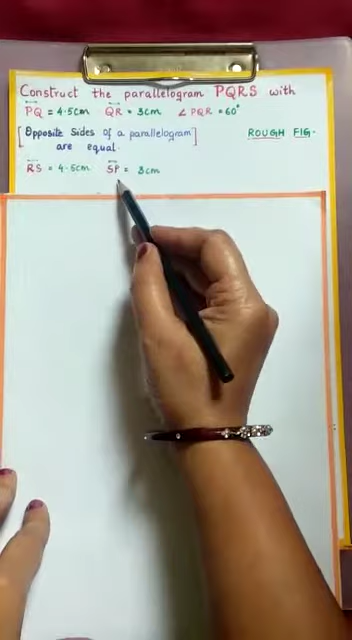 Construct the parallelogram PQRS with
PQ = 4.5cm QR = 3cm ∠PQR = 60°
[Opposite Sides of a parallelogram] ROUGH FIG.
are equal.
RS = 4.5cm SP = 3cm